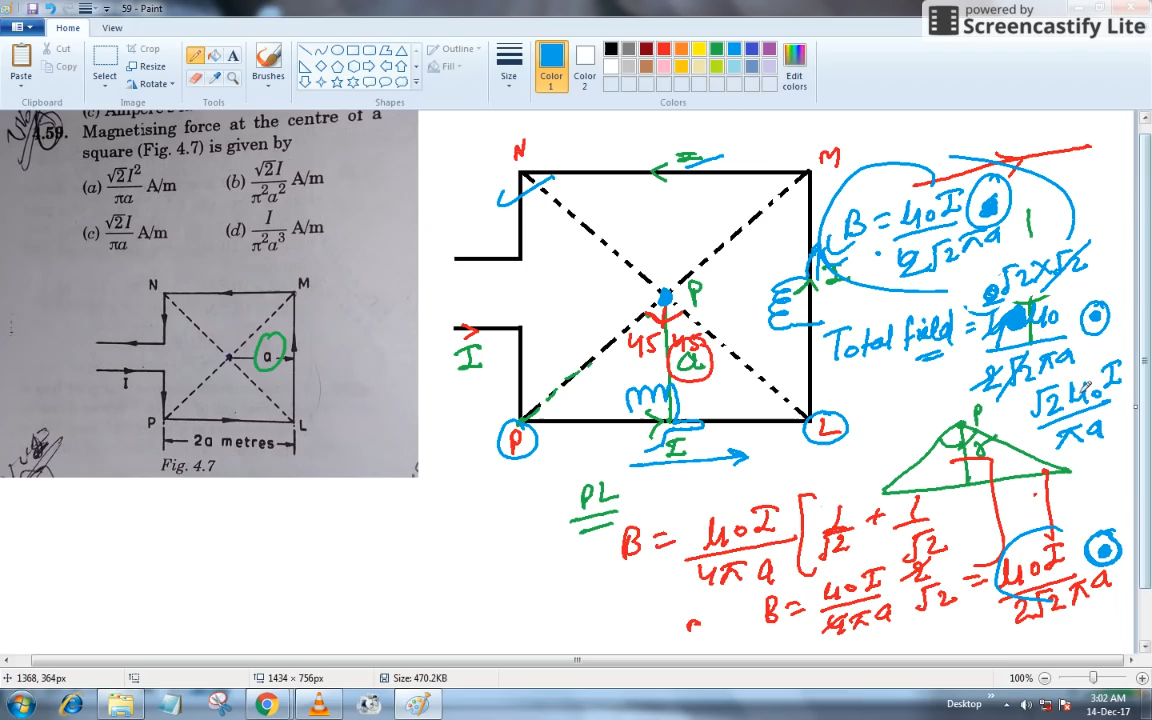 59 - Paint
powered by
Screencastify Lite
Home
View
Paste
Cut
Copy
Clipboard
Select
Crop
Resize
Rotate
Image
A
Tools
Brushes
Shapes
Outline
Fill
Size
Color
1
Color
2
Colors
Edit
colors
4.59. Magnetising force at the centre of a
square (Fig. 4.7) is given by
(a) √2I²/πa A/m
(b) √2I/π²a² A/m
(c) √2I/πa A/m
(d) I/π²a³ A/m
N
M
a
I
P
L
2a metres
Fig. 4.7
N
I
M
I
P
45 45
a
I
P
I
L
B = μ₀I/2√2πa
√2×√2
Total field =
2√2πa
√2μ₀I/πa
P
PL
B = μ₀I/4πa [1/√2 + 1/√2
B = μ₀I/4πa 2/√2 = μ₀I/2√2πa
1368, 364px
1434 × 756px
Size: 470.2KB
100%
Desktop
3:02 AM
14-Dec-17